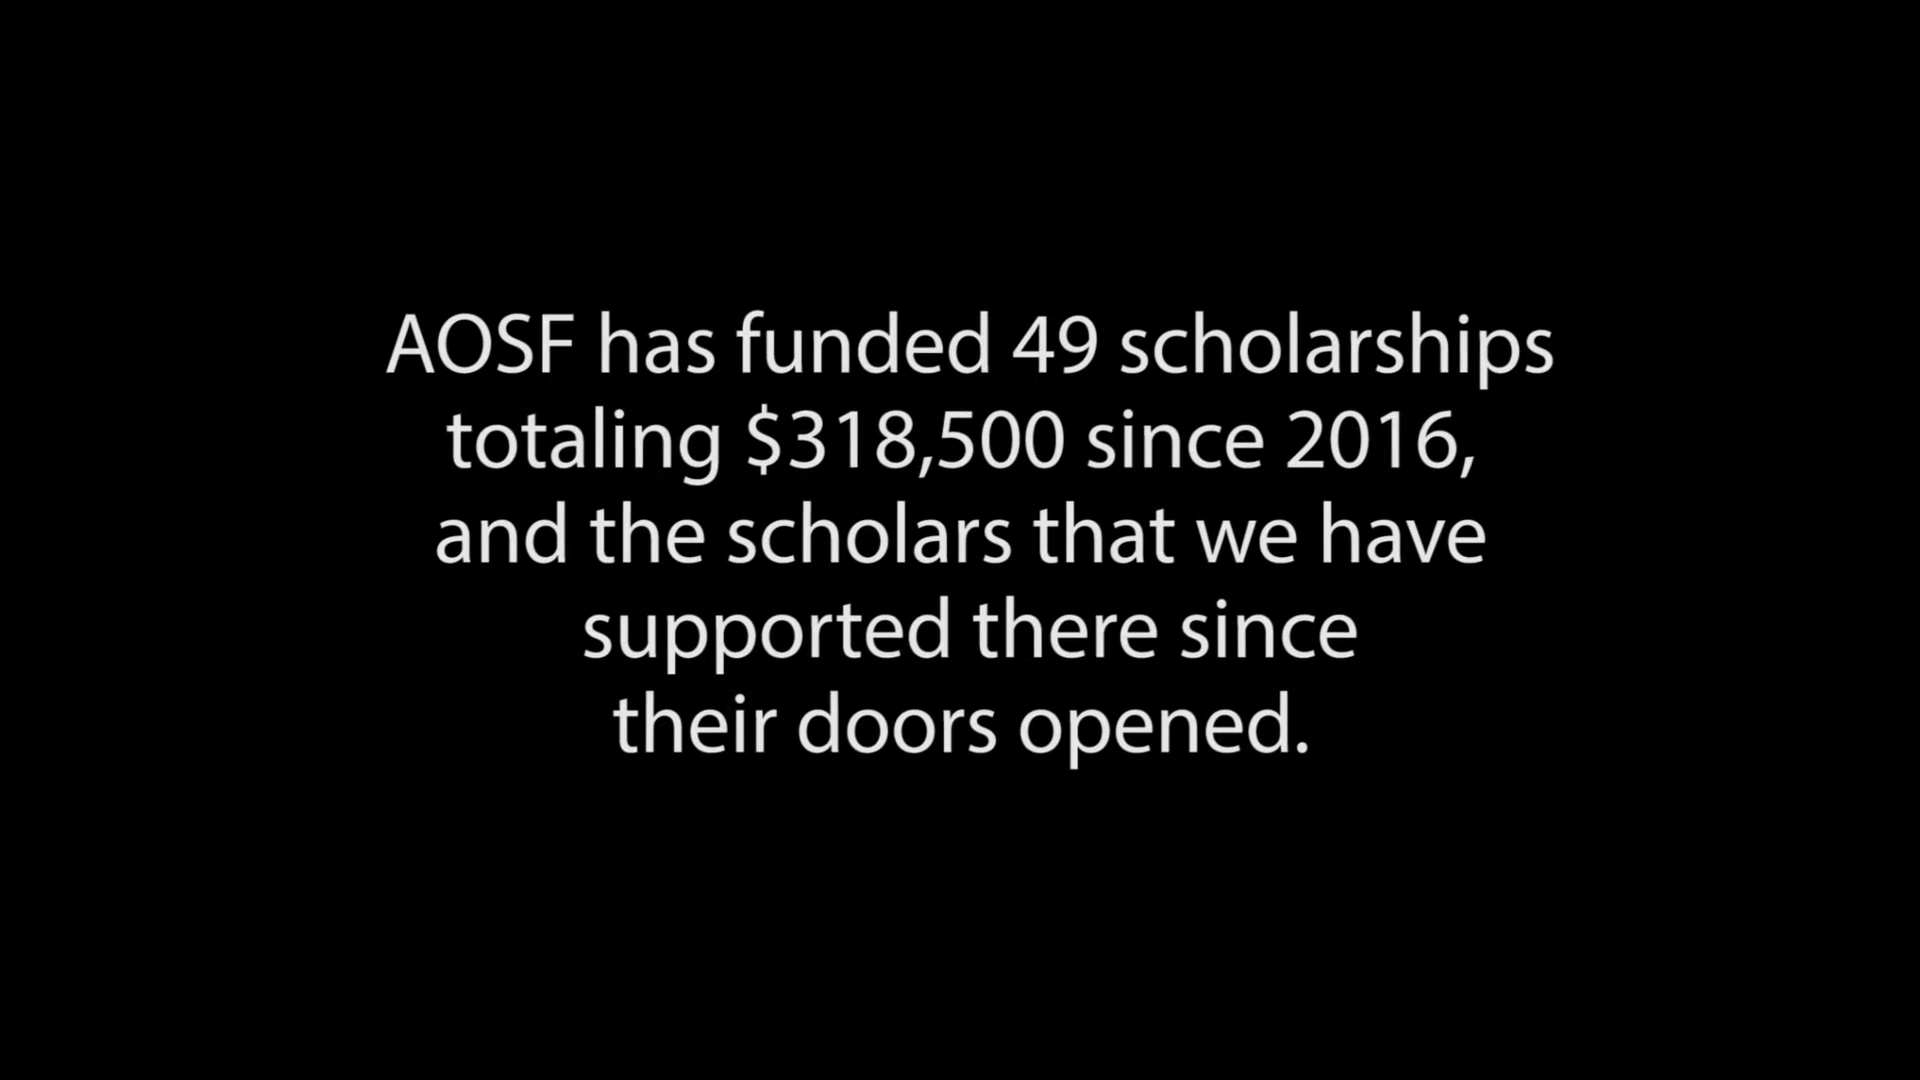 AOSF has funded 49 scholarships
totaling $318,500 since 2016,
and the scholars that we have
supported there since
their doors opened.